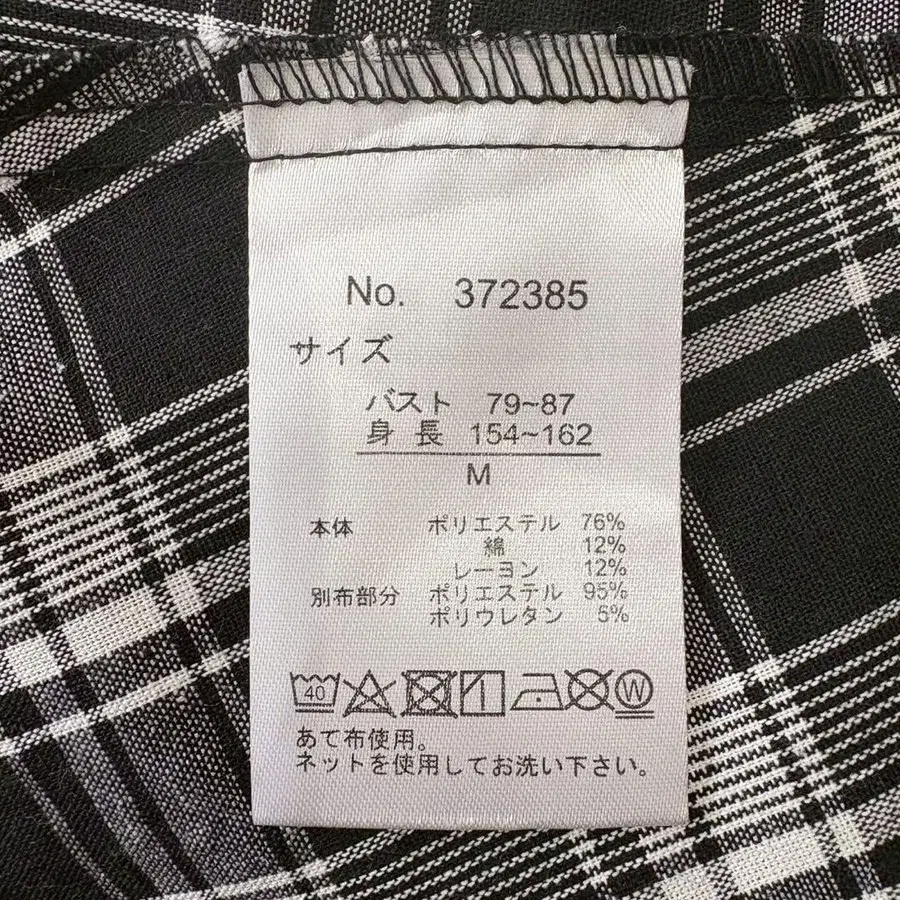 No. 372385
サイズ
バスト 79~87
身長 154~162
M
本体 ポリエステル 76%
綿 12%
レーヨン 12%
別布部分 ポリエステル 95%
ポリウレタン 5%
40 W
あて布使用。
ネットを使用してお洗い下さい。